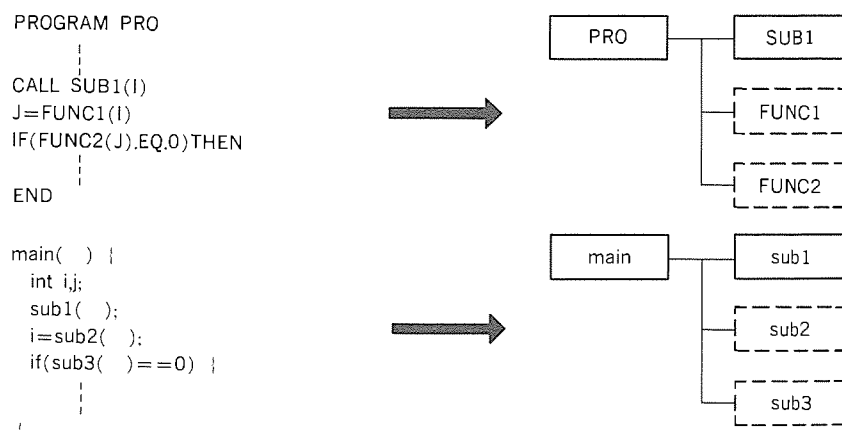 PROGRAM PRO
CALL SUB1(I)
J=FUNC1(I)
IF(FUNC2(J).EQ.0)THEN
END
PRO
SUB1
FUNC1
FUNC2
main( ) {
int i,j;
sub1( );
i=sub2( );
if(sub3( )==0) {
main
sub1
sub2
sub3